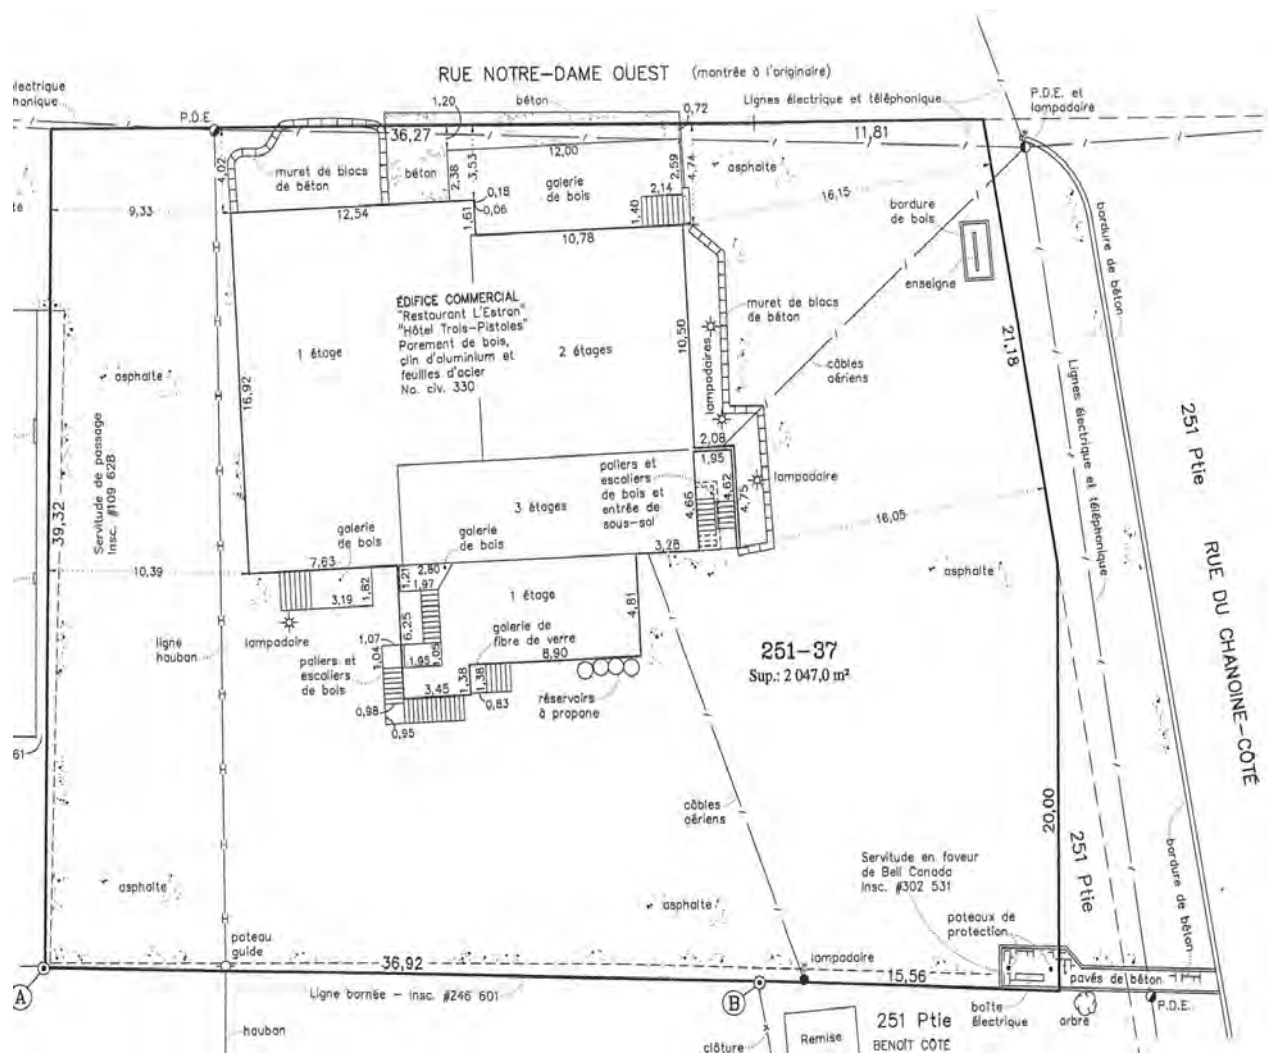 RUE NOTRE-DAME OUEST (montrée à l'originaire)
électrique
phonique
P.D.E.
1,20
béton
0,72
Lignes électrique et téléphonique
P.D.E. et
lampadaire
36,27
11,81
4,02
muret de blocs
de béton
béton
2,38
3,53
12,00
galerie
de bois
2,59
4,74
asphalte
2,14
1,40
0,18
0,06
1,61
9,33
12,54
10,78
16,15
bordure
de bois
enseigne
bordure de béton
ÉDIFICE COMMERCIAL
"Restaurant L'Estran"
"Hôtel Trois-Pistoles"
Parement de bois,
clin d'aluminium et
feuilles d'acier
No. civ. 330
1 étage
2 étages
10,50
muret de blocs
de béton
lampadaires
câbles
aériens
21,18
Lignes électrique et téléphonique
251 Ptie
RUE DU CHANOINE-CÔTÉ
asphalte
16,92
39,32
Servitude de passage
Insc. #109 628
2,08
1,95
paliers et
escaliers
de bois et
entrée de
sous-sol
4,66
4,62
4,75
lampadaire
3 étages
16,05
3,28
galerie
de bois
galerie
de bois
7,63
10,39
3,19
1,82
1,21
2,80
1,97
1 étage
4,81
asphalte
lampadaire
6,25
galerie de
fibre de verre
8,90
ligne
hauban
1,07
1,04
1,95
1,05
paliers et
escaliers
de bois
3,45
1,38
1,38
0,83
0,98
0,95
réservoirs
à propane
251-37
Sup.: 2 047,0 m²
61
câbles
aériens
20,00
251 Ptie
bordure de béton
Servitude en faveur
de Bell Canada
Insc. #302 531
asphalte
asphalte
poteaux de
protection
poteau
guide
36,92
lampadaire
15,56
pavés de béton
A
B
Ligne bornée - Insc. #246 601
boîte
électrique
arbre
P.D.E.
hauban
clôture
Remise
251 Ptie
BENOÎT CÔTÉ